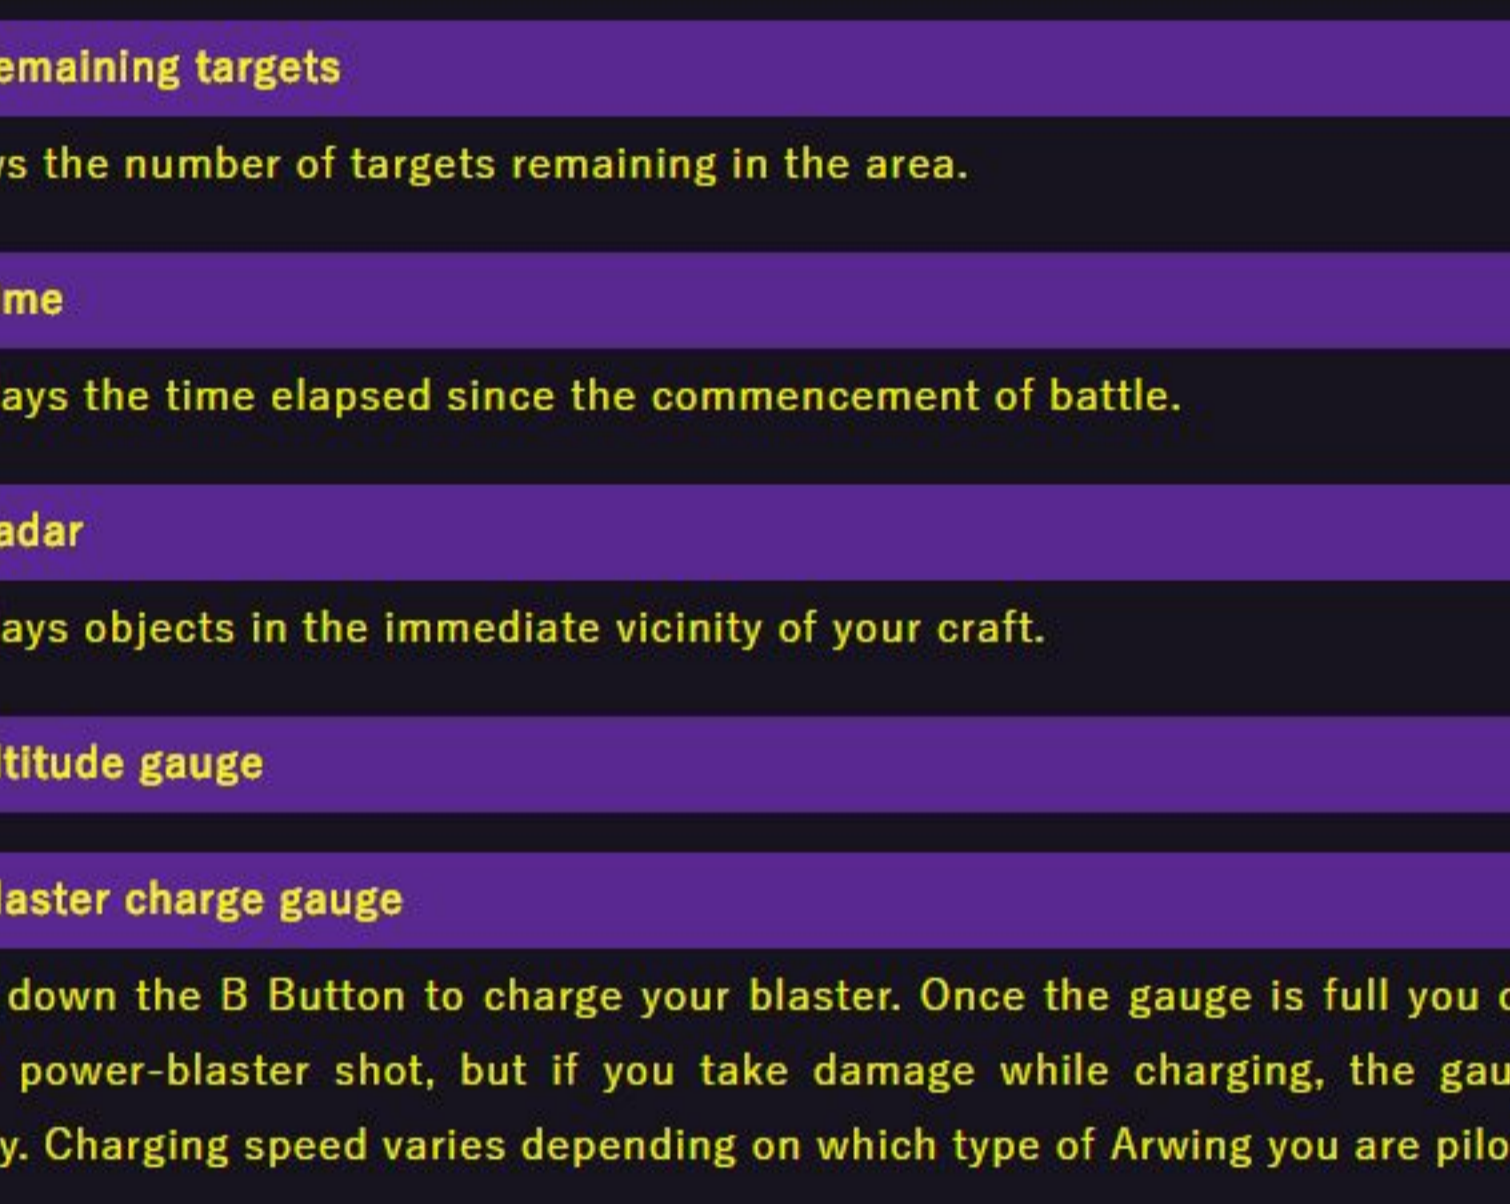 emaining targets
ys the number of targets remaining in the area.
me
ays the time elapsed since the commencement of battle.
adar
ays objects in the immediate vicinity of your craft.
ltitude gauge
laster charge gauge
down the B Button to charge your blaster. Once the gauge is full you
power-blaster shot, but if you take damage while charging, the gau
y. Charging speed varies depending on which type of Arwing you are pilo